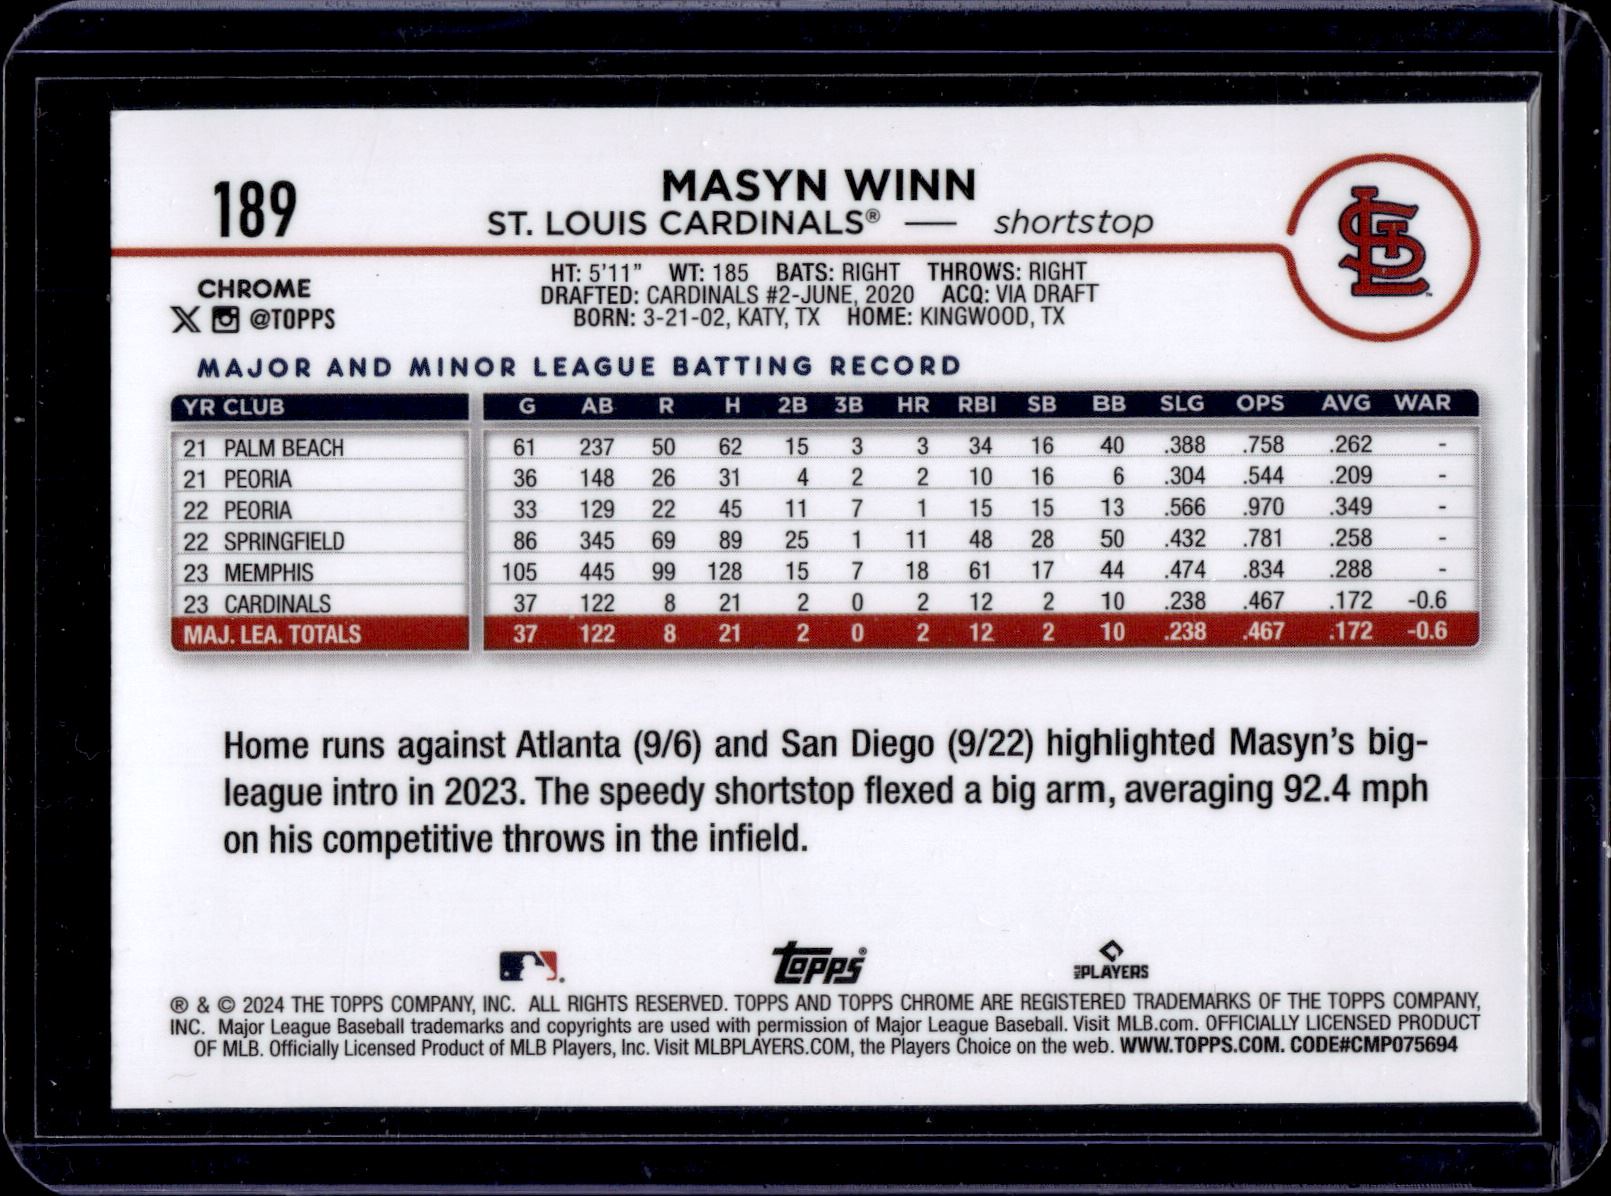 189
MASYN WINN
ST. LOUIS CARDINALS® — shortstop
STL
CHROME
X @TOPPS
HT: 5'11" WT: 185 BATS: RIGHT THROWS: RIGHT
DRAFTED: CARDINALS #2-JUNE, 2020 ACQ: VIA DRAFT
BORN: 3-21-02, KATY, TX HOME: KINGWOOD, TX
MAJOR AND MINOR LEAGUE BATTING RECORD
YR CLUB G AB R H 2B 3B HR RBI SB BB SLG OPS AVG WAR
21 PALM BEACH 61 237 50 62 15 3 3 34 16 40 .388 .758 .262 -
21 PEORIA 36 148 26 31 4 2 2 10 16 6 .304 .544 .209 -
22 PEORIA 33 129 22 45 11 7 1 15 15 13 .566 .970 .349 -
22 SPRINGFIELD 86 345 69 89 25 1 11 48 28 50 .432 .781 .258 -
23 MEMPHIS 105 445 99 128 15 7 18 61 17 44 .474 .834 .288 -
23 CARDINALS 37 122 8 21 2 0 2 12 2 10 .238 .467 .172 -0.6
MAJ. LEA. TOTALS 37 122 8 21 2 0 2 12 2 10 .238 .467 .172 -0.6
Home runs against Atlanta (9/6) and San Diego (9/22) highlighted Masyn's big-
league intro in 2023. The speedy shortstop flexed a big arm, averaging 92.4 mph
on his competitive throws in the infield.
Topps® MLB PLAYERS
® & © 2024 THE TOPPS COMPANY, INC. ALL RIGHTS RESERVED. TOPPS AND TOPPS CHROME ARE REGISTERED TRADEMARKS OF THE TOPPS COMPANY,
INC. Major League Baseball trademarks and copyrights are used with permission of Major League Baseball. Visit MLB.com. OFFICIALLY LICENSED PRODUCT
OF MLB. Officially Licensed Product of MLB Players, Inc. Visit MLBPLAYERS.COM, the Players Choice on the web. WWW.TOPPS.COM. CODE#CMP075694